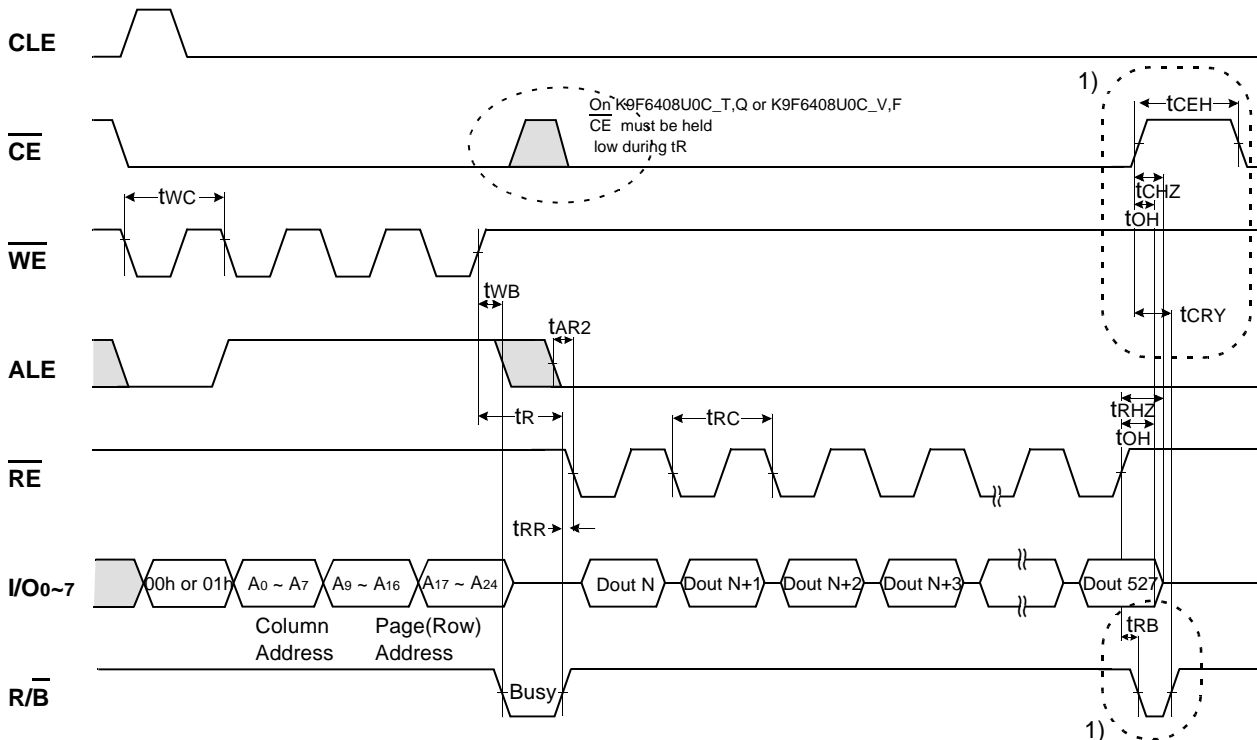 CLE
1)
tCEH
On K9F6408U0C_T,Q or K9F6408U0C_V,F
CE must be held
low during tR
CE
tWC
tCHZ
tOH
WE
tWB
tCRY
tAR2
ALE
tR
tRC
tRHZ
tOH
RE
tRR
I/O0~7
00h or 01h
A0 ~ A7
A9 ~ A16
A17 ~ A24
Dout N
Dout N+1
Dout N+2
Dout N+3
Dout 527
Column
Address
Page(Row)
Address
tRB
R/B
Busy
1)